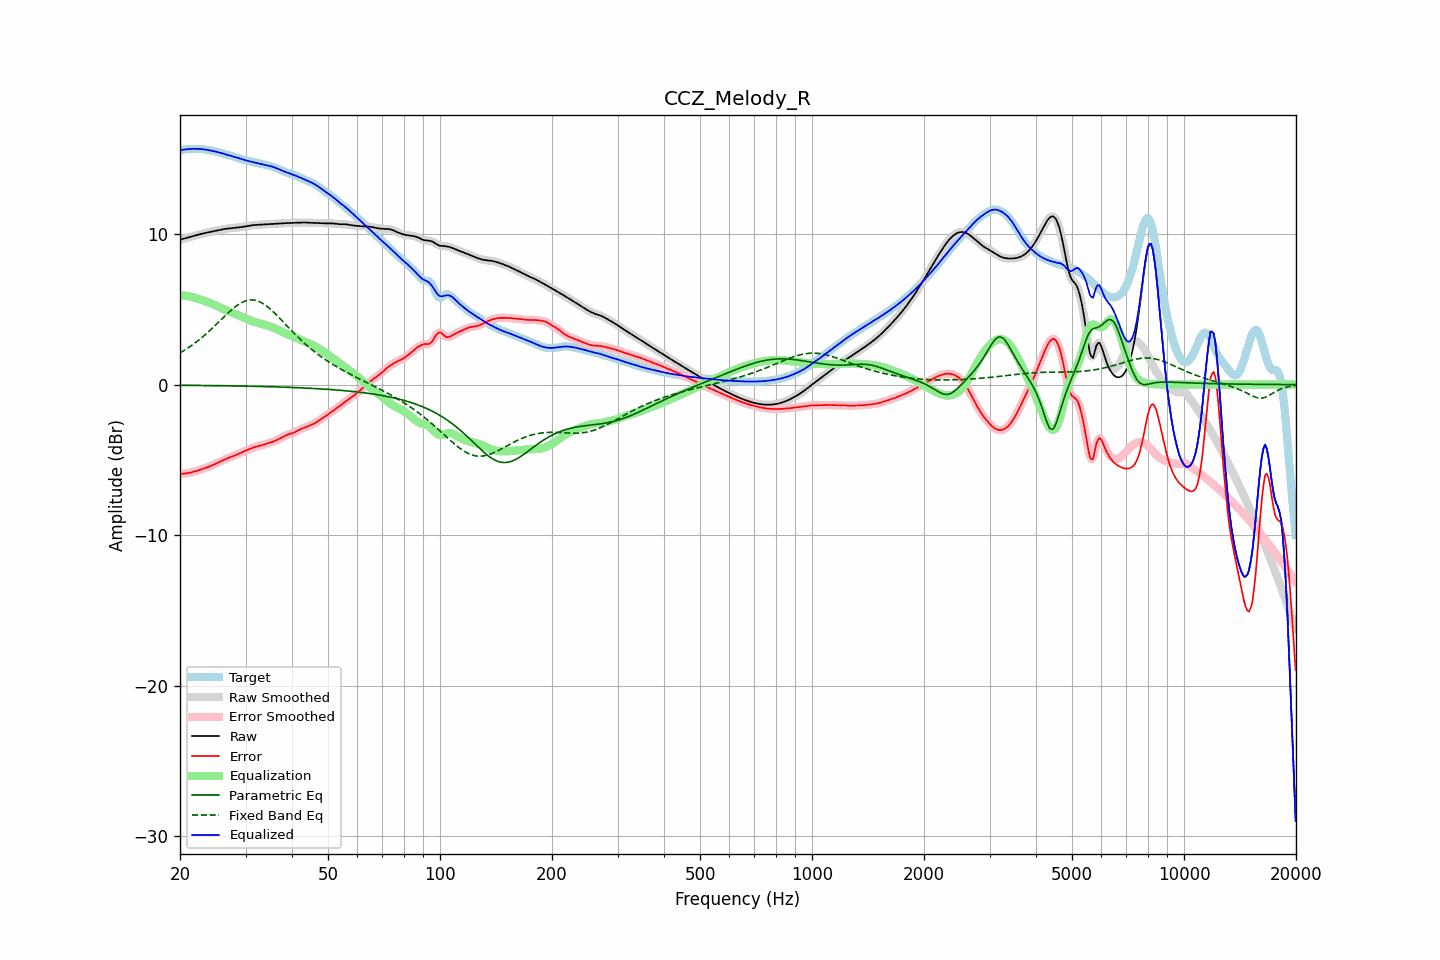 CCZ_Melody_R
10
0
−10
−20
−30
Amplitude (dBr)
Target
Raw Smoothed
Error Smoothed
Raw
Error
Equalization
Parametric Eq
Fixed Band Eq
Equalized
20 50 100 200 500 1000 2000 5000 10000 20000
Frequency (Hz)